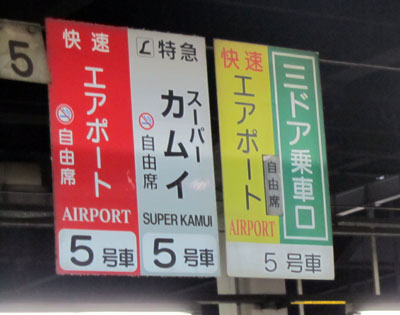 5
快速
エアポート
自由席
AIRPORT
5号車
L特急
スーパー
カムイ
自由席
SUPER KAMUI
5号車
快速
エアポート
AIRPORT
自由席
三ドア乗車口
5号車